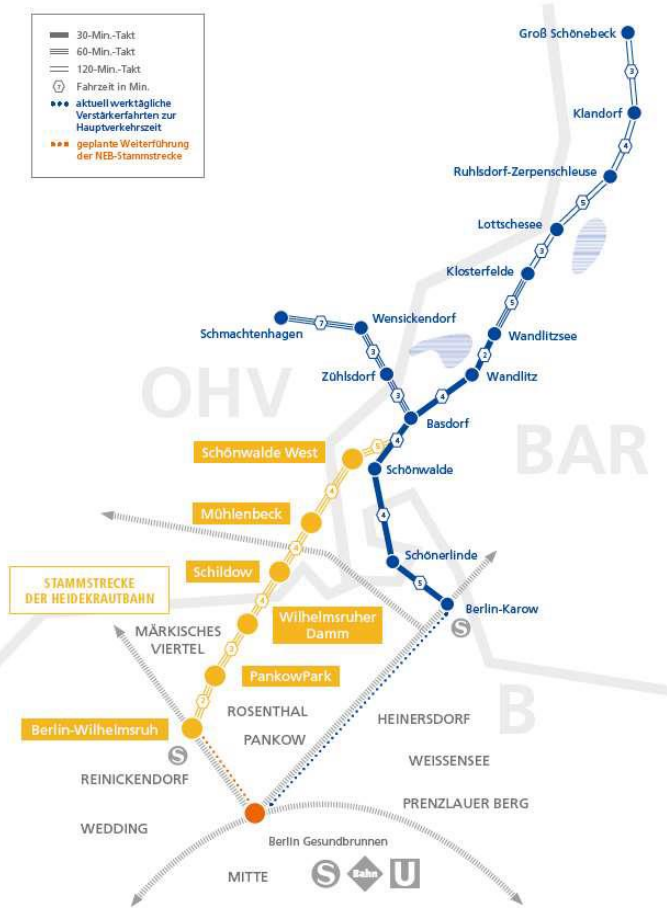 30-Min.-Takt
60-Min.-Takt
120-Min.-Takt
7 Fahrzeit in Min.
aktuell werktägliche
Verstärkerfahrten zur
Hauptverkehrszeit
geplante Weiterführung
der NEB-Stammstrecke
Groß Schönebeck
3
Klandorf
4
Ruhlsdorf-Zerpenschleuse
5
Lottschesee
3
Klosterfelde
5
Wandlitzsee
2
Wandlitz
4
Schmachtenhagen
7
Wensickendorf
3
Zühlsdorf
3
Basdorf
OHV
BAR
4
Schönwalde West
5
Schönwalde
4
4
Mühlenbeck
4
Schönerlinde
5
Schildow
STAMMSTRECKE
DER HEIDEKRAUTBAHN
4
Berlin-Karow
S
Wilhelmsruher
Damm
MÄRKISCHES
VIERTEL
3
PankowPark
2
ROSENTHAL
HEINERSDORF
B
Berlin-Wilhelmsruh
PANKOW
S
WEISSENSEE
REINICKENDORF
PRENZLAUER BERG
WEDDING
Berlin Gesundbrunnen
MITTE
S Bahn U